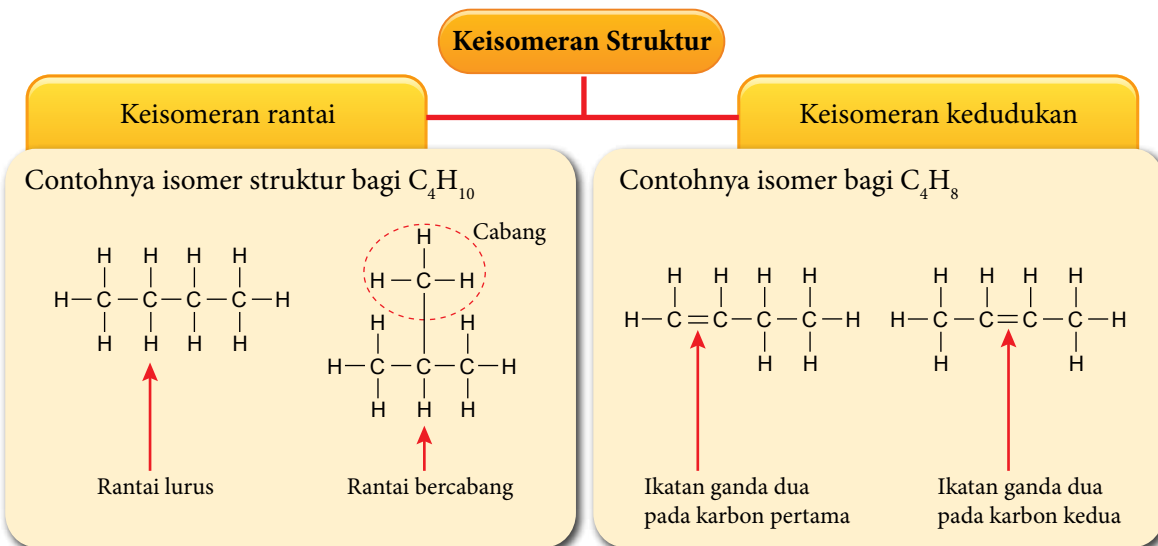 Keisomeran Struktur
Keisomeran rantai
Contohnya isomer struktur bagi C₄H₁₀
H H H H
H C C C C H
H H H H
Rantai lurus
H
Cabang
H C H
H H
H C C C H
H H H
Rantai bercabang
Keisomeran kedudukan
Contohnya isomer bagi C₄H₈
H H H H
H C = C C C H
H H
Ikatan ganda dua
pada karbon pertama
H H H H
H C C = C C H
H H
Ikatan ganda dua
pada karbon kedua